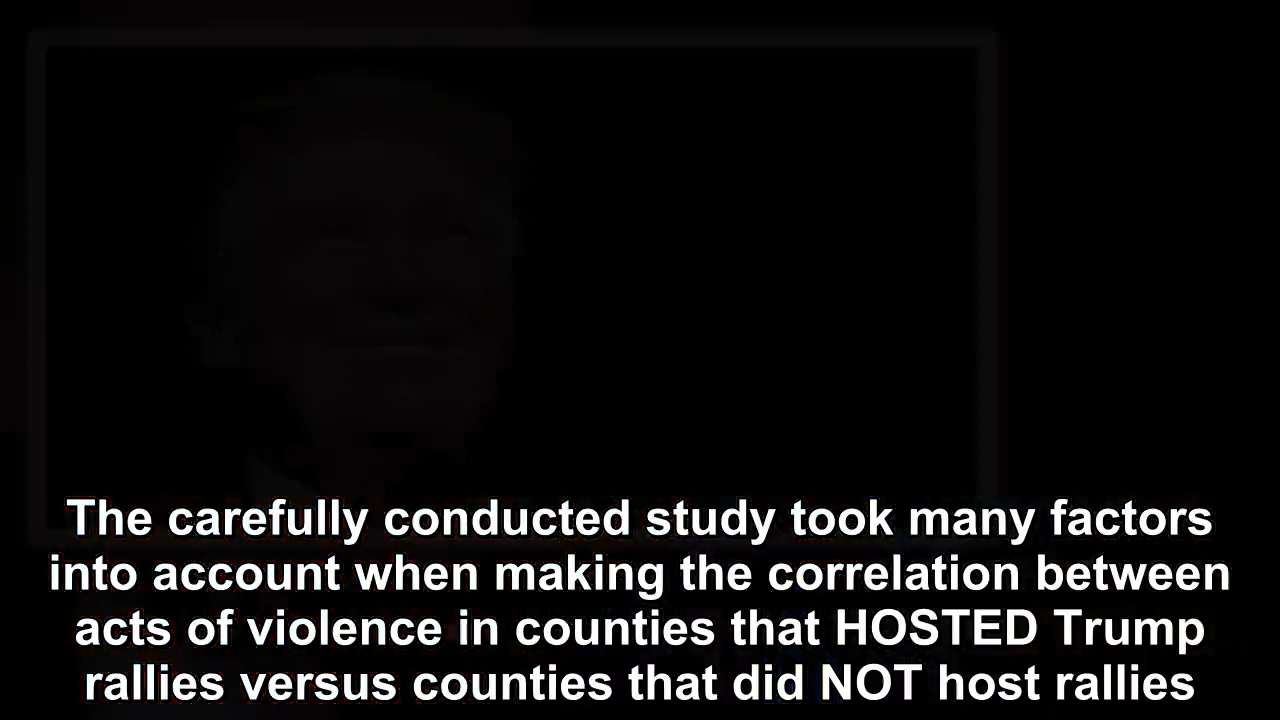 The carefully conducted study took many factors
into account when making the correlation between
acts of violence in counties that HOSTED Trump
rallies versus counties that did NOT host rallies